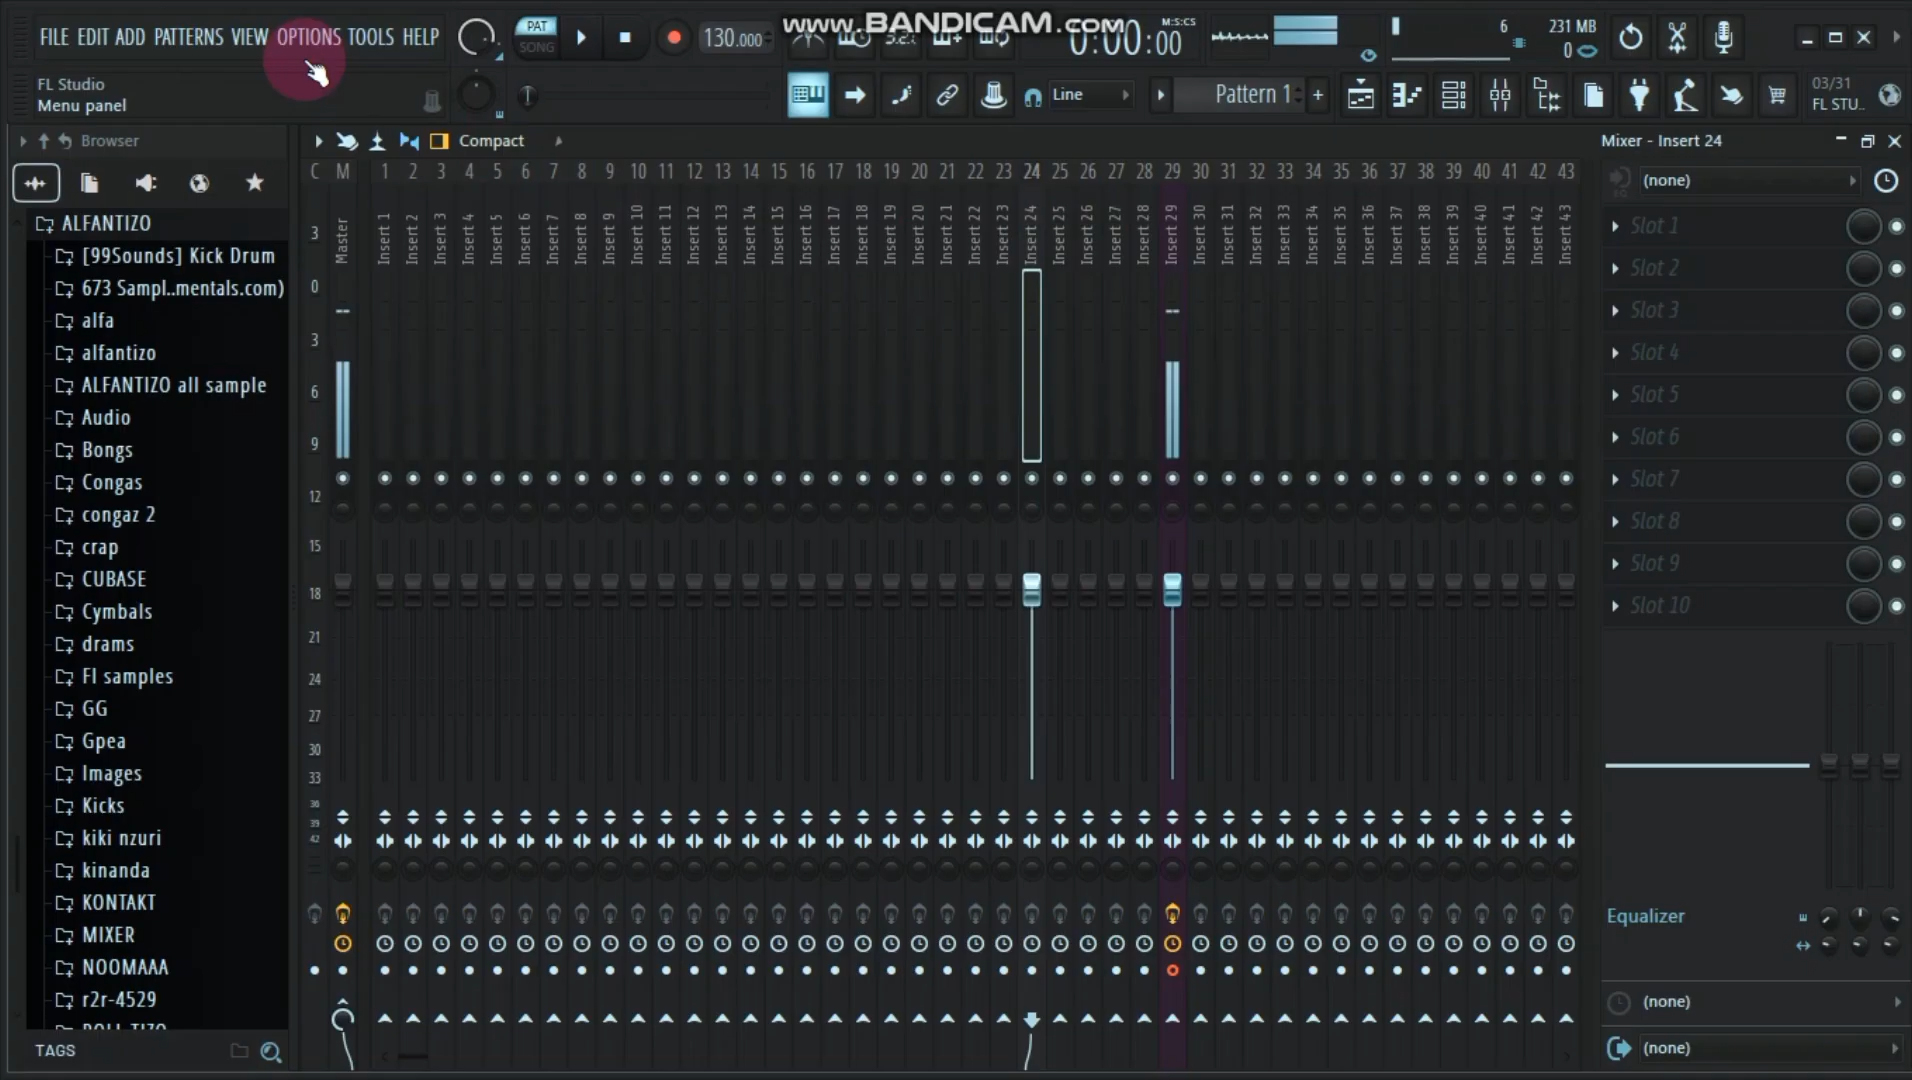 FILE EDIT ADD PATTERNS VIEW OPTIONS TOOLS HELP
PAT
SONG
130.000
www.BANDICAM.com
0:00:00
M:S:CS
6
231 MB
0
FL Studio
Menu panel
Line
Pattern 1
+
03/31
FL STU..
Browser
Compact
Mixer - Insert 24
C M 1 2 3 4 5 6 7 8 9 10 11 12 13 14 15 16 17 18 19 20 21 22 23 24 25 26 27 28 29 30 31 32 33 34 35 36 37 38 39 40 41 42 43
Master
Insert 1
Insert 2
Insert 3
Insert 4
Insert 5
Insert 6
Insert 7
Insert 8
Insert 9
Insert 10
Insert 11
Insert 12
Insert 13
Insert 14
Insert 15
Insert 16
Insert 17
Insert 18
Insert 19
Insert 20
Insert 21
Insert 22
Insert 23
Insert 24
Insert 25
Insert 26
Insert 27
Insert 28
Insert 29
Insert 30
Insert 31
Insert 32
Insert 33
Insert 34
Insert 35
Insert 36
Insert 37
Insert 38
Insert 39
Insert 40
Insert 41
Insert 42
Insert 43
3
0
3
6
9
12
15
18
21
24
27
30
33
36
39
42
ALFANTIZO
[99Sounds] Kick Drum
673 Sampl..mentals.com)
alfa
alfantizo
ALFANTIZO all sample
Audio
Bongs
Congas
congaz 2
crap
CUBASE
Cymbals
drams
Fl samples
GG
Gpea
Images
Kicks
kiki nzuri
kinanda
KONTAKT
MIXER
NOOMAAA
r2r-4529
TAGS
(none)
Slot 1
Slot 2
Slot 3
Slot 4
Slot 5
Slot 6
Slot 7
Slot 8
Slot 9
Slot 10
Equalizer
(none)
(none)